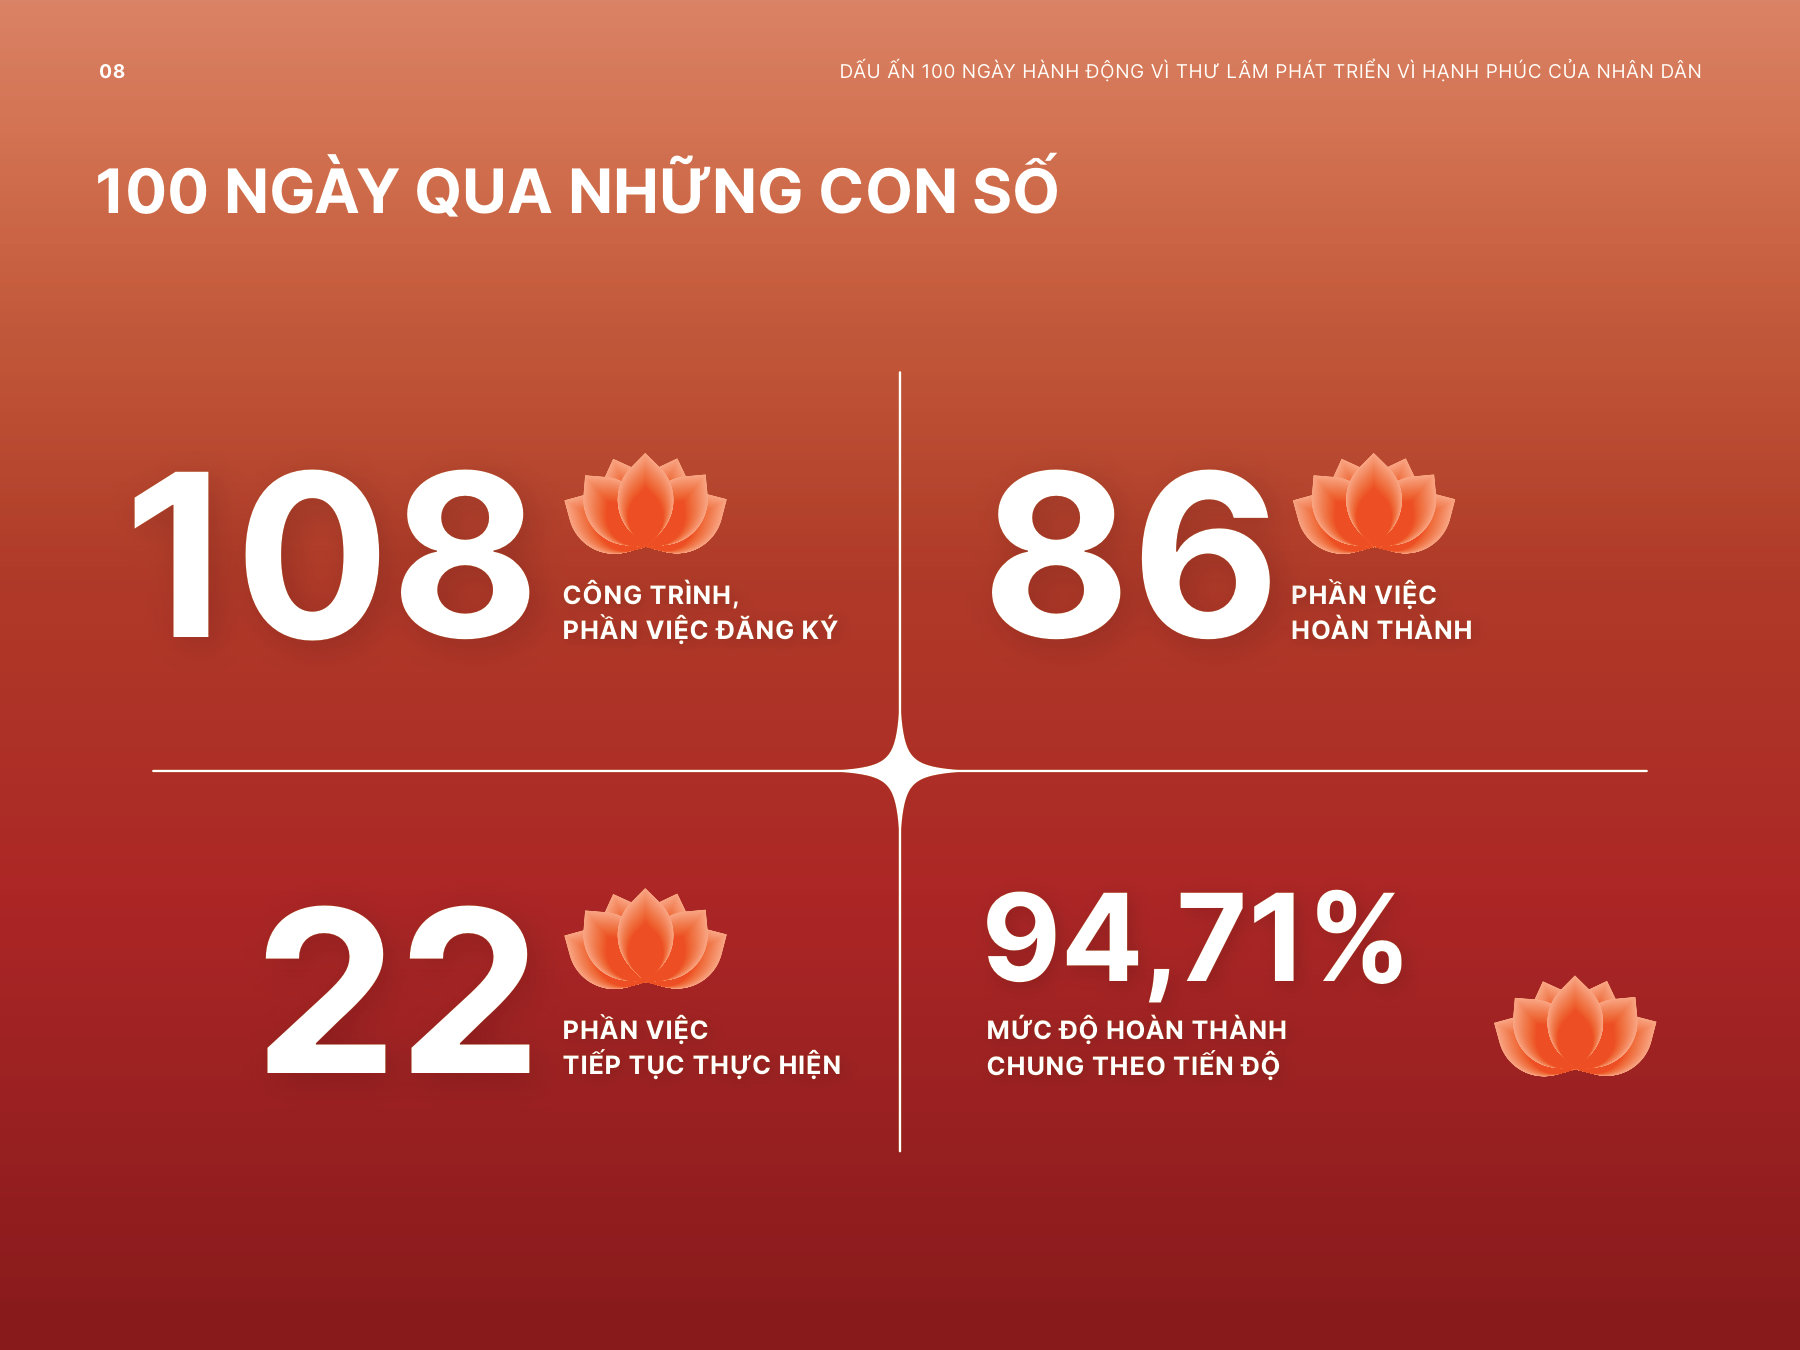 08
DẤU ẤN 100 NGÀY HÀNH ĐỘNG VÌ THƯ LÂM PHÁT TRIỂN VÌ HẠNH PHÚC CỦA NHÂN DÂN
100 NGÀY QUA NHỮNG CON SỐ
108
CÔNG TRÌNH,
PHẦN VIỆC ĐĂNG KÝ
86
PHẦN VIỆC
HOÀN THÀNH
22
PHẦN VIỆC
TIẾP TỤC THỰC HIỆN
94,71%
MỨC ĐỘ HOÀN THÀNH
CHUNG THEO TIẾN ĐỘ